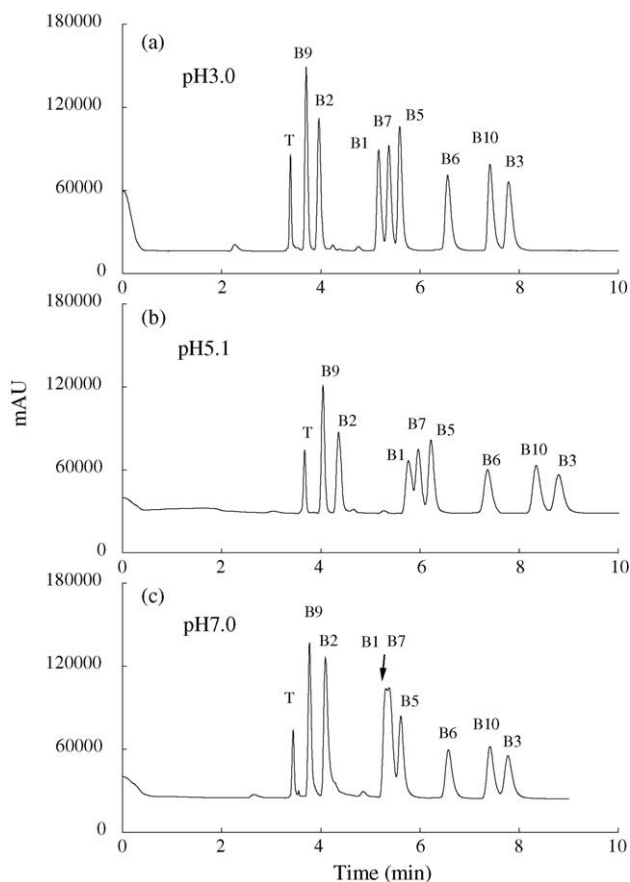 180000
(a)
B9
pH3.0
B2
120000
B5
B7
T
B1
B10
B6
B3
60000
0
0 2 4 6 8 10
180000
(b)
pH5.1
B9
120000
B2
B7
B5
T
B1
B10
B6
B3
60000
0
0 2 4 6 8 10
mAU
180000
(c)
B9
pH7.0
B2
B1 B7
120000
T
B5
B10
B6
B3
60000
0
0 2 4 6 8 10
Time (min)